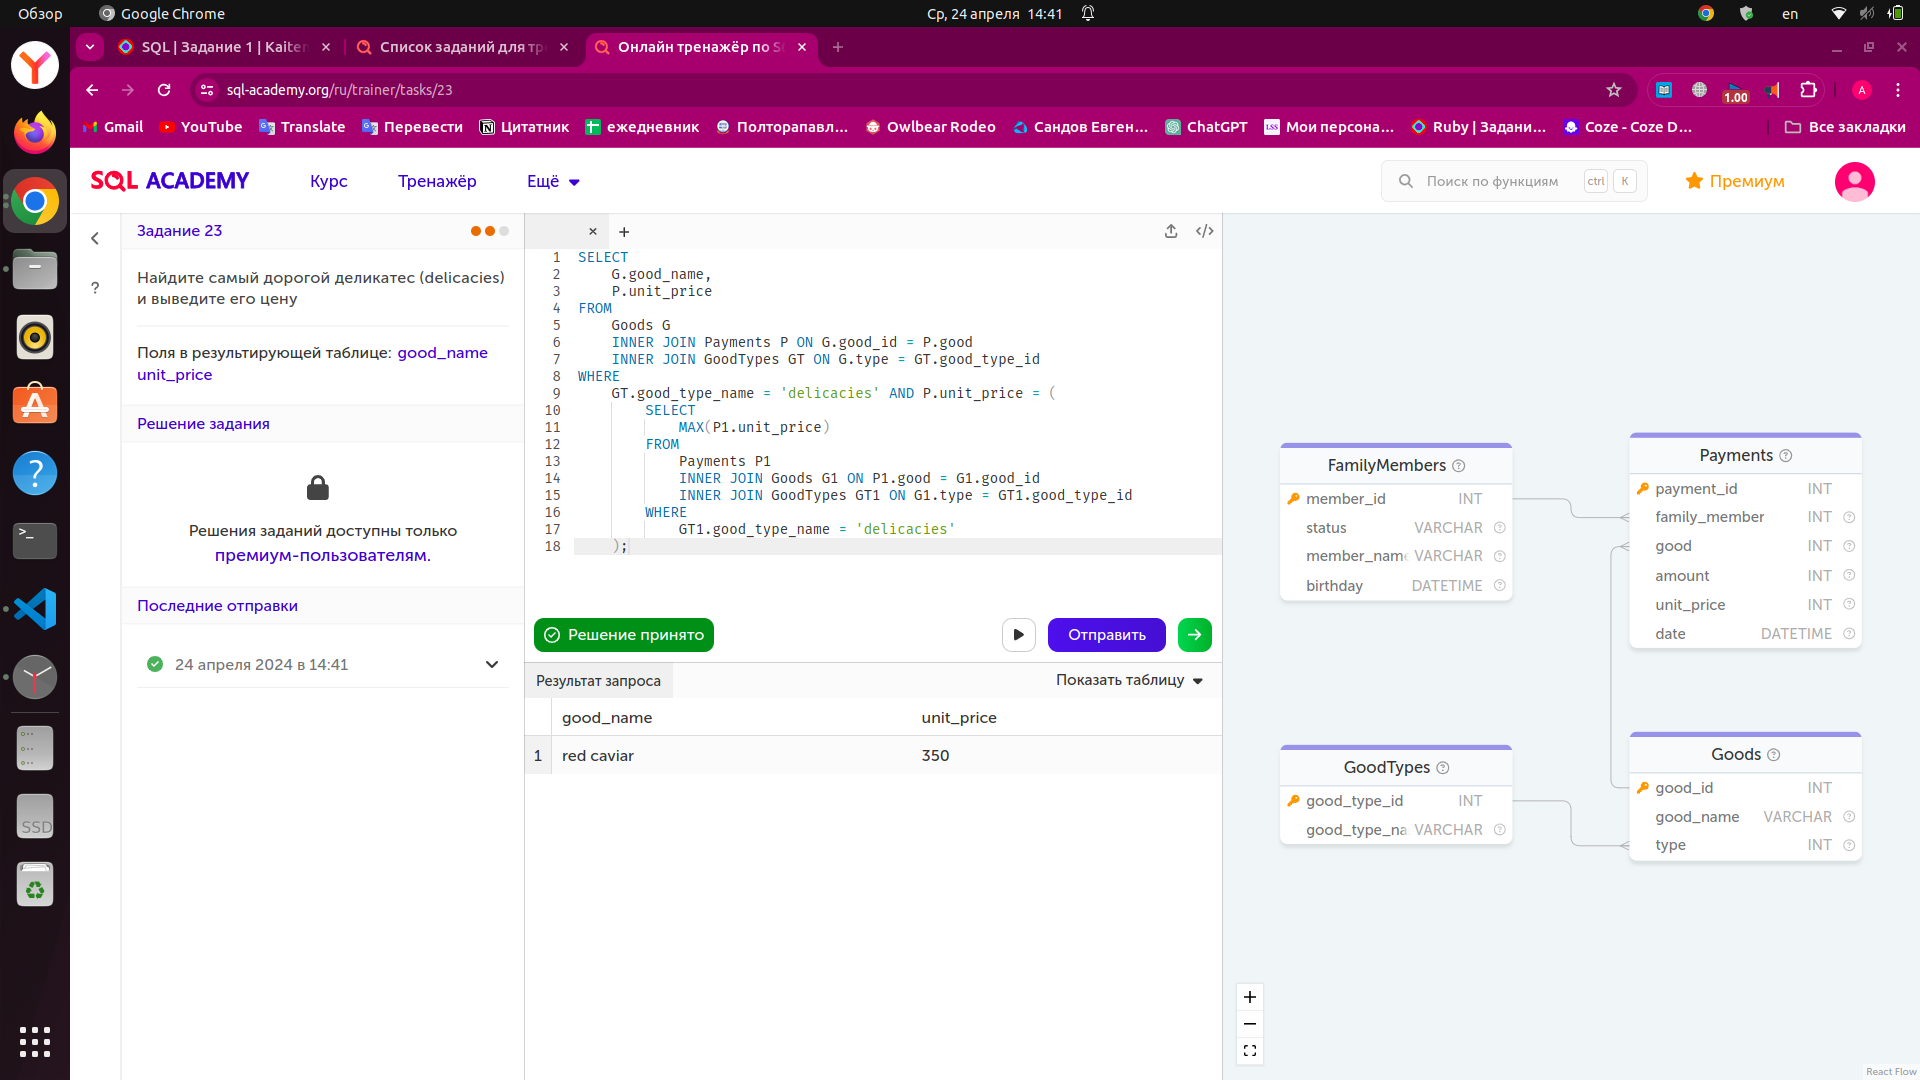 Обзор
Google Chrome
Ср, 24 апреля 14:41
en
SQL | Задание 1 | Kaiten
Список заданий для тр
Онлайн тренажёр по S
sql-academy.org/ru/trainer/tasks/23
1.00
A
Gmail
YouTube
Translate
Перевести
Цитатник
ежедневник
Полторапавл...
Owlbear Rodeo
Сандов Евген...
ChatGPT
LSS
Мои персона...
Ruby | Задани...
Coze - Coze D...
Все закладки
SQL ACADEMY
Курс
Тренажёр
Ещё
Поиск по функциям
ctrl
K
Премиум
Задание 23
?
Найдите самый дорогой деликатес (delicacies)
и выведите его цену
Поля в результирующей таблице: good_name
unit_price
Решение задания
Решения заданий доступны только
премиум-пользователям.
Последние отправки
24 апреля 2024 в 14:41
SSD
1 SELECT
2 G.good_name,
3 P.unit_price
4 FROM
5 Goods G
6 INNER JOIN Payments P ON G.good_id = P.good
7 INNER JOIN GoodTypes GT ON G.type = GT.good_type_id
8 WHERE
9 GT.good_type_name = 'delicacies' AND P.unit_price = (
10 SELECT
11 MAX(P1.unit_price)
12 FROM
13 Payments P1
14 INNER JOIN Goods G1 ON P1.good = G1.good_id
15 INNER JOIN GoodTypes GT1 ON G1.type = GT1.good_type_id
16 WHERE
17 GT1.good_type_name = 'delicacies'
18 );
Решение принято
Отправить
Результат запроса
Показать таблицу
good_name unit_price
1 red caviar 350
FamilyMembers
member_id INT
status VARCHAR
member_name VARCHAR
birthday DATETIME
Payments
payment_id INT
family_member INT
good INT
amount INT
unit_price INT
date DATETIME
GoodTypes
good_type_id INT
good_type_na VARCHAR
Goods
good_id INT
good_name VARCHAR
type INT
React Flow